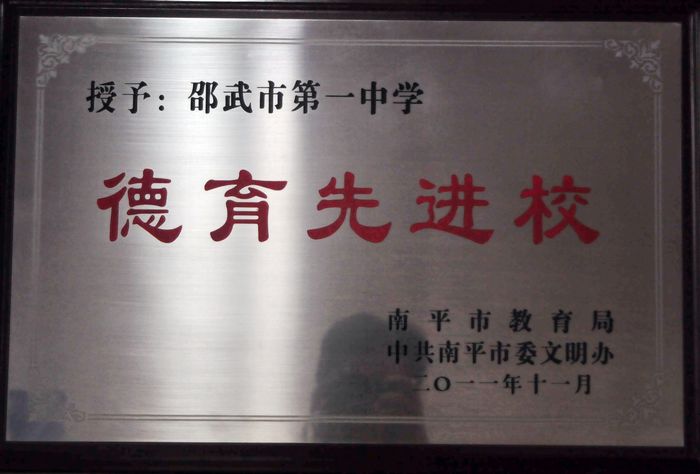 授予：邵武市第一中学
德育先进校
南平市教育局
中共南平市委文明办
二〇一一年十一月